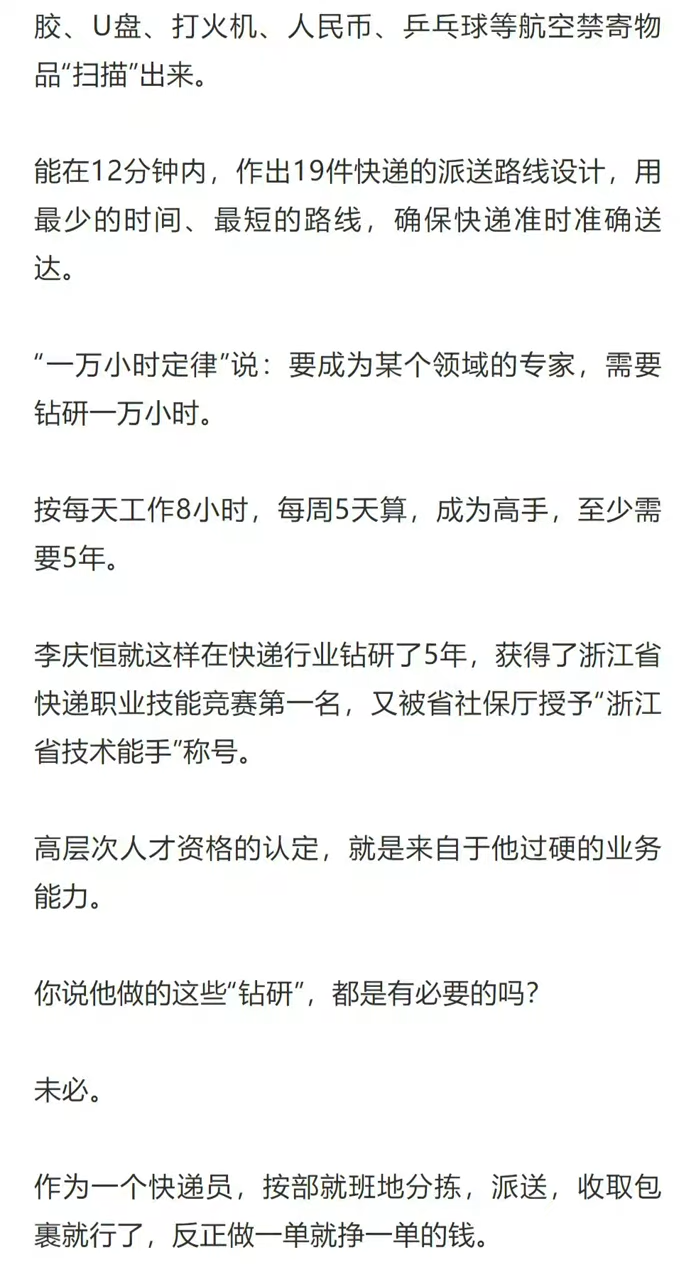 胶、U盘、打火机、人民币、乒乓球等航空禁寄物
品“扫描”出来。
能在12分钟内，作出19件快递的派送路线设计，用
最少的时间、最短的路线，确保快递准时准确送
达。
“一万小时定律”说：要成为某个领域的专家，需要
钻研一万小时。
按每天工作8小时，每周5天算，成为高手，至少需
要5年。
李庆恒就这样在快递行业钻研了5年，获得了浙江省
快递职业技能竞赛第一名，又被省社保厅授予“浙江
省技术能手”称号。
高层次人才资格的认定，就是来自于他过硬的业务
能力。
你说他做的这些“钻研”，都是有必要的吗？
未必。
作为一个快递员，按部就班地分拣，派送，收取包
裹就行了，反正做一单就挣一单的钱。